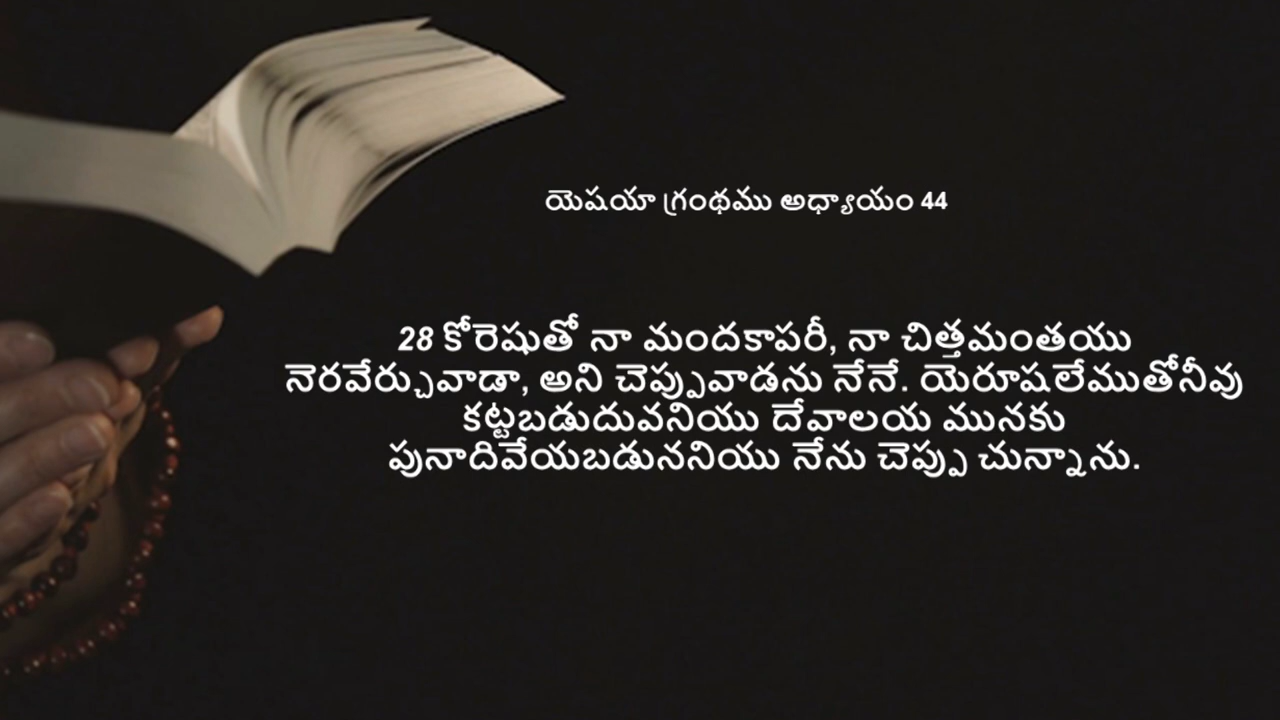 యెషయా గ్రంథము అధ్యాయం 44
28 కోరెషుతో నా మందకాపరీ, నా చిత్తమంతయు
నెరవేర్చువాడా, అని చెప్పువాడను నేనే. యెరూషలేముతోనీవు
కట్టబడుదువనియు దేవాలయ మునకు
పునాదివేయబడుననియు నేను చెప్పు చున్నాను.